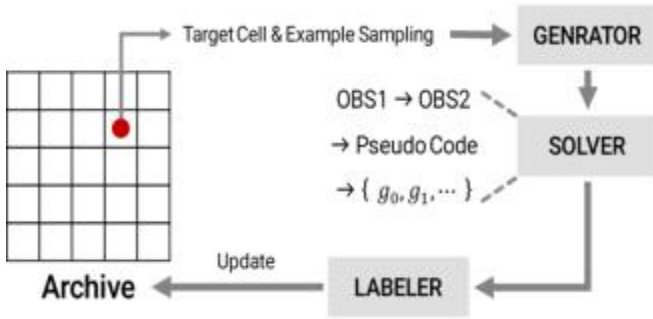 Target Cell & Example Sampling
GENRATOR
OBS1 → OBS2
→ Pseudo Code
→ { g₀, g₁, ⋯ }
SOLVER
Update
Archive
LABELER